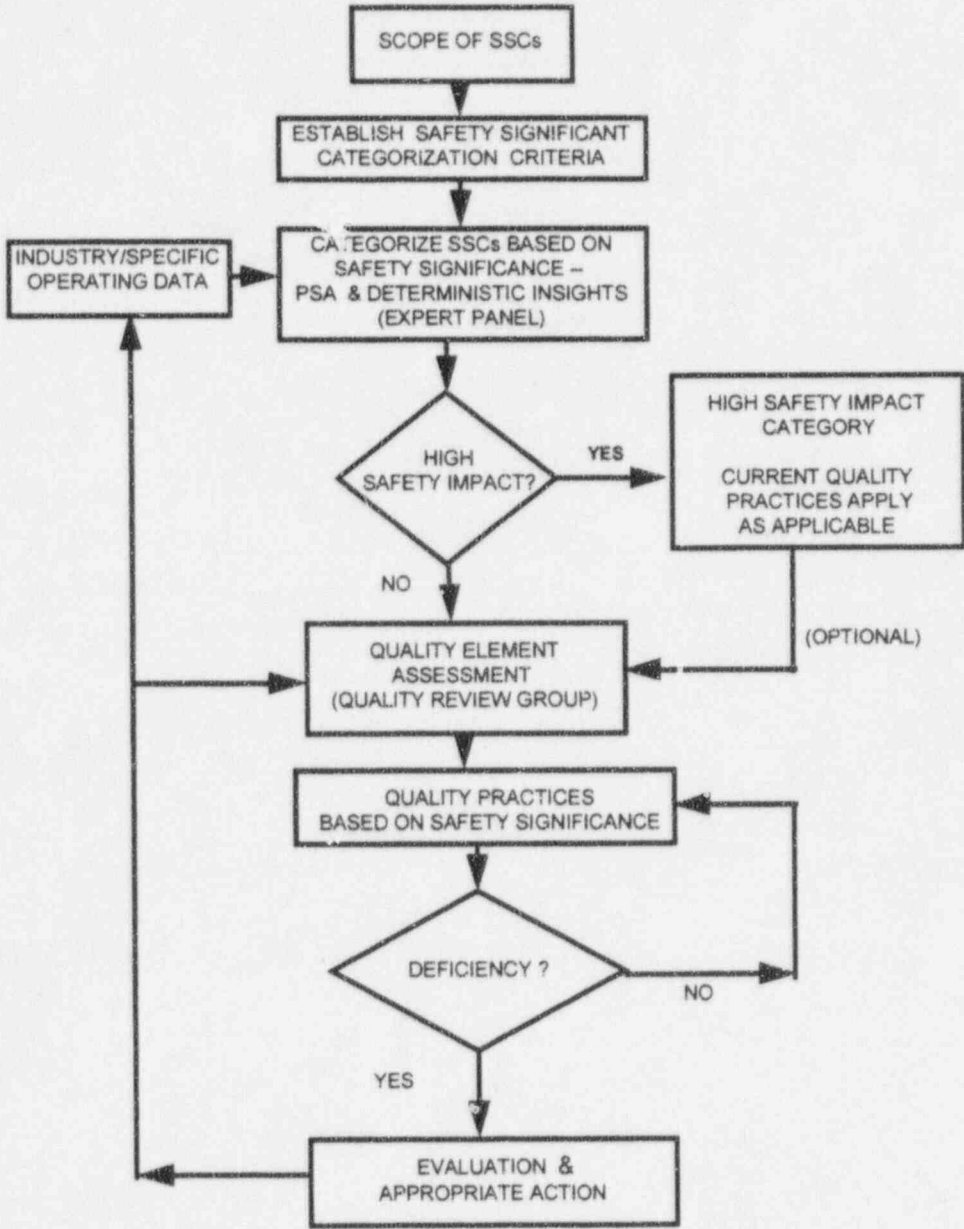 SCOPE OF SSCs
ESTABLISH SAFETY SIGNIFICANT
CATEGORIZATION CRITERIA
INDUSTRY/SPECIFIC
OPERATING DATA
CATEGORIZE SSCs BASED ON
SAFETY SIGNIFICANCE –
PSA & DETERMINISTIC INSIGHTS
(EXPERT PANEL)
HIGH
SAFETY IMPACT?
YES
HIGH SAFETY IMPACT
CATEGORY
CURRENT QUALITY
PRACTICES APPLY
AS APPLICABLE
NO
(OPTIONAL)
QUALITY ELEMENT
ASSESSMENT
(QUALITY REVIEW GROUP)
QUALITY PRACTICES
BASED ON SAFETY SIGNIFICANCE
DEFICIENCY ?
NO
YES
EVALUATION &
APPROPRIATE ACTION